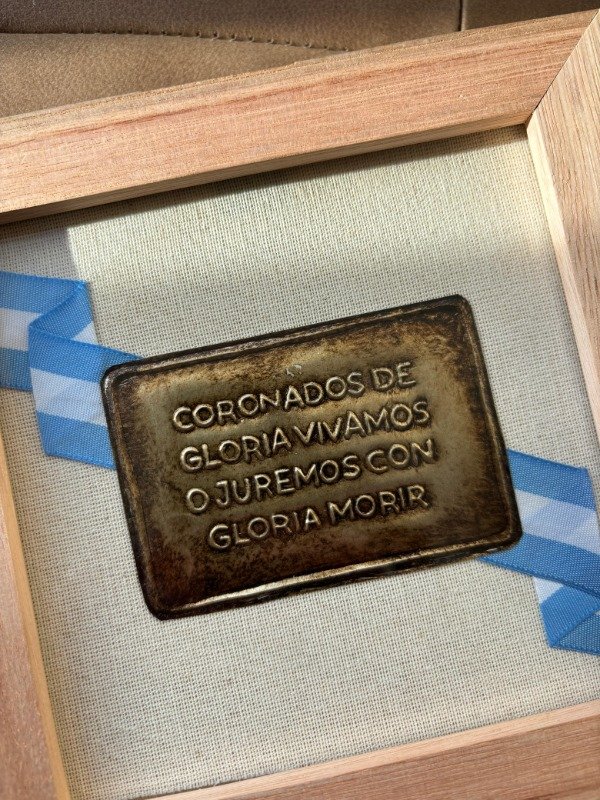 CORONADOS DE
GLORIA VIVAMOS
O JUREMOS CON
GLORIA MORIR